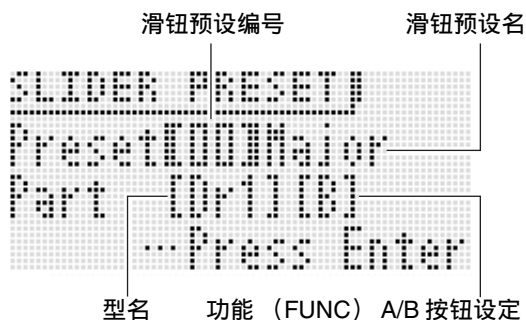 滑钮预设编号 滑钮预设名
SLIDER PRESET
Preset【00】Major
Part [Dr1][B]
…Press Enter
型名 功能 （FUNC） A/B 按钮设定